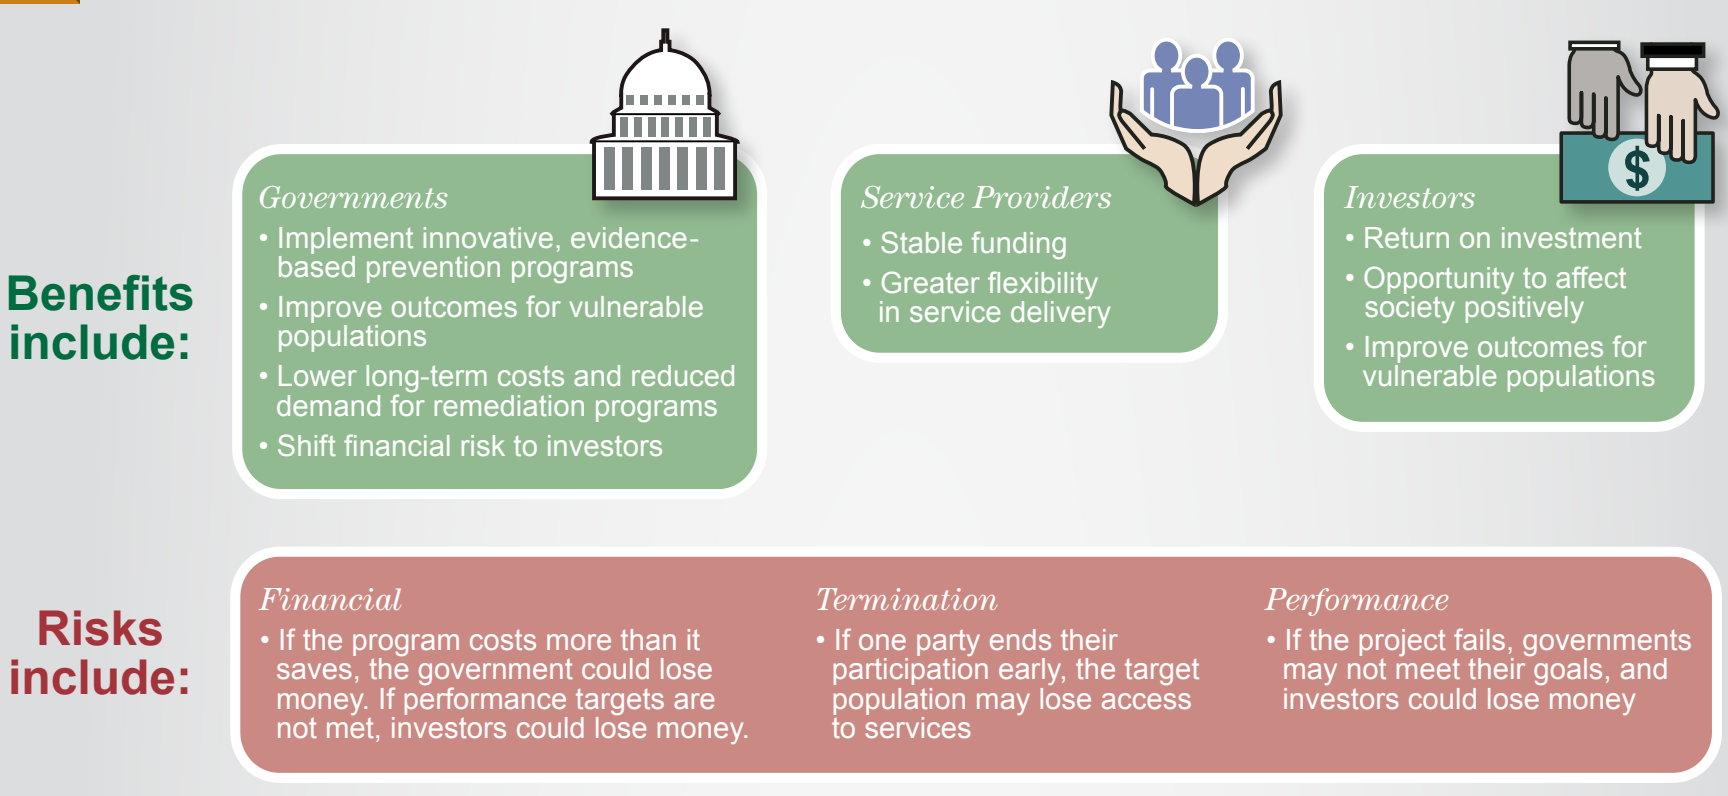 Benefits
include:
Governments
• Implement innovative, evidence-
based prevention programs
• Improve outcomes for vulnerable
populations
• Lower long-term costs and reduced
demand for remediation programs
• Shift financial risk to investors
Service Providers
• Stable funding
• Greater flexibility
in service delivery
Investors
• Return on investment
• Opportunity to affect
society positively
• Improve outcomes for
vulnerable populations
$
Risks
include:
Financial
• If the program costs more than it
saves, the government could lose
money. If performance targets are
not met, investors could lose money.
Termination
• If one party ends their
participation early, the target
population may lose access
to services
Performance
• If the project fails, governments
may not meet their goals, and
investors could lose money